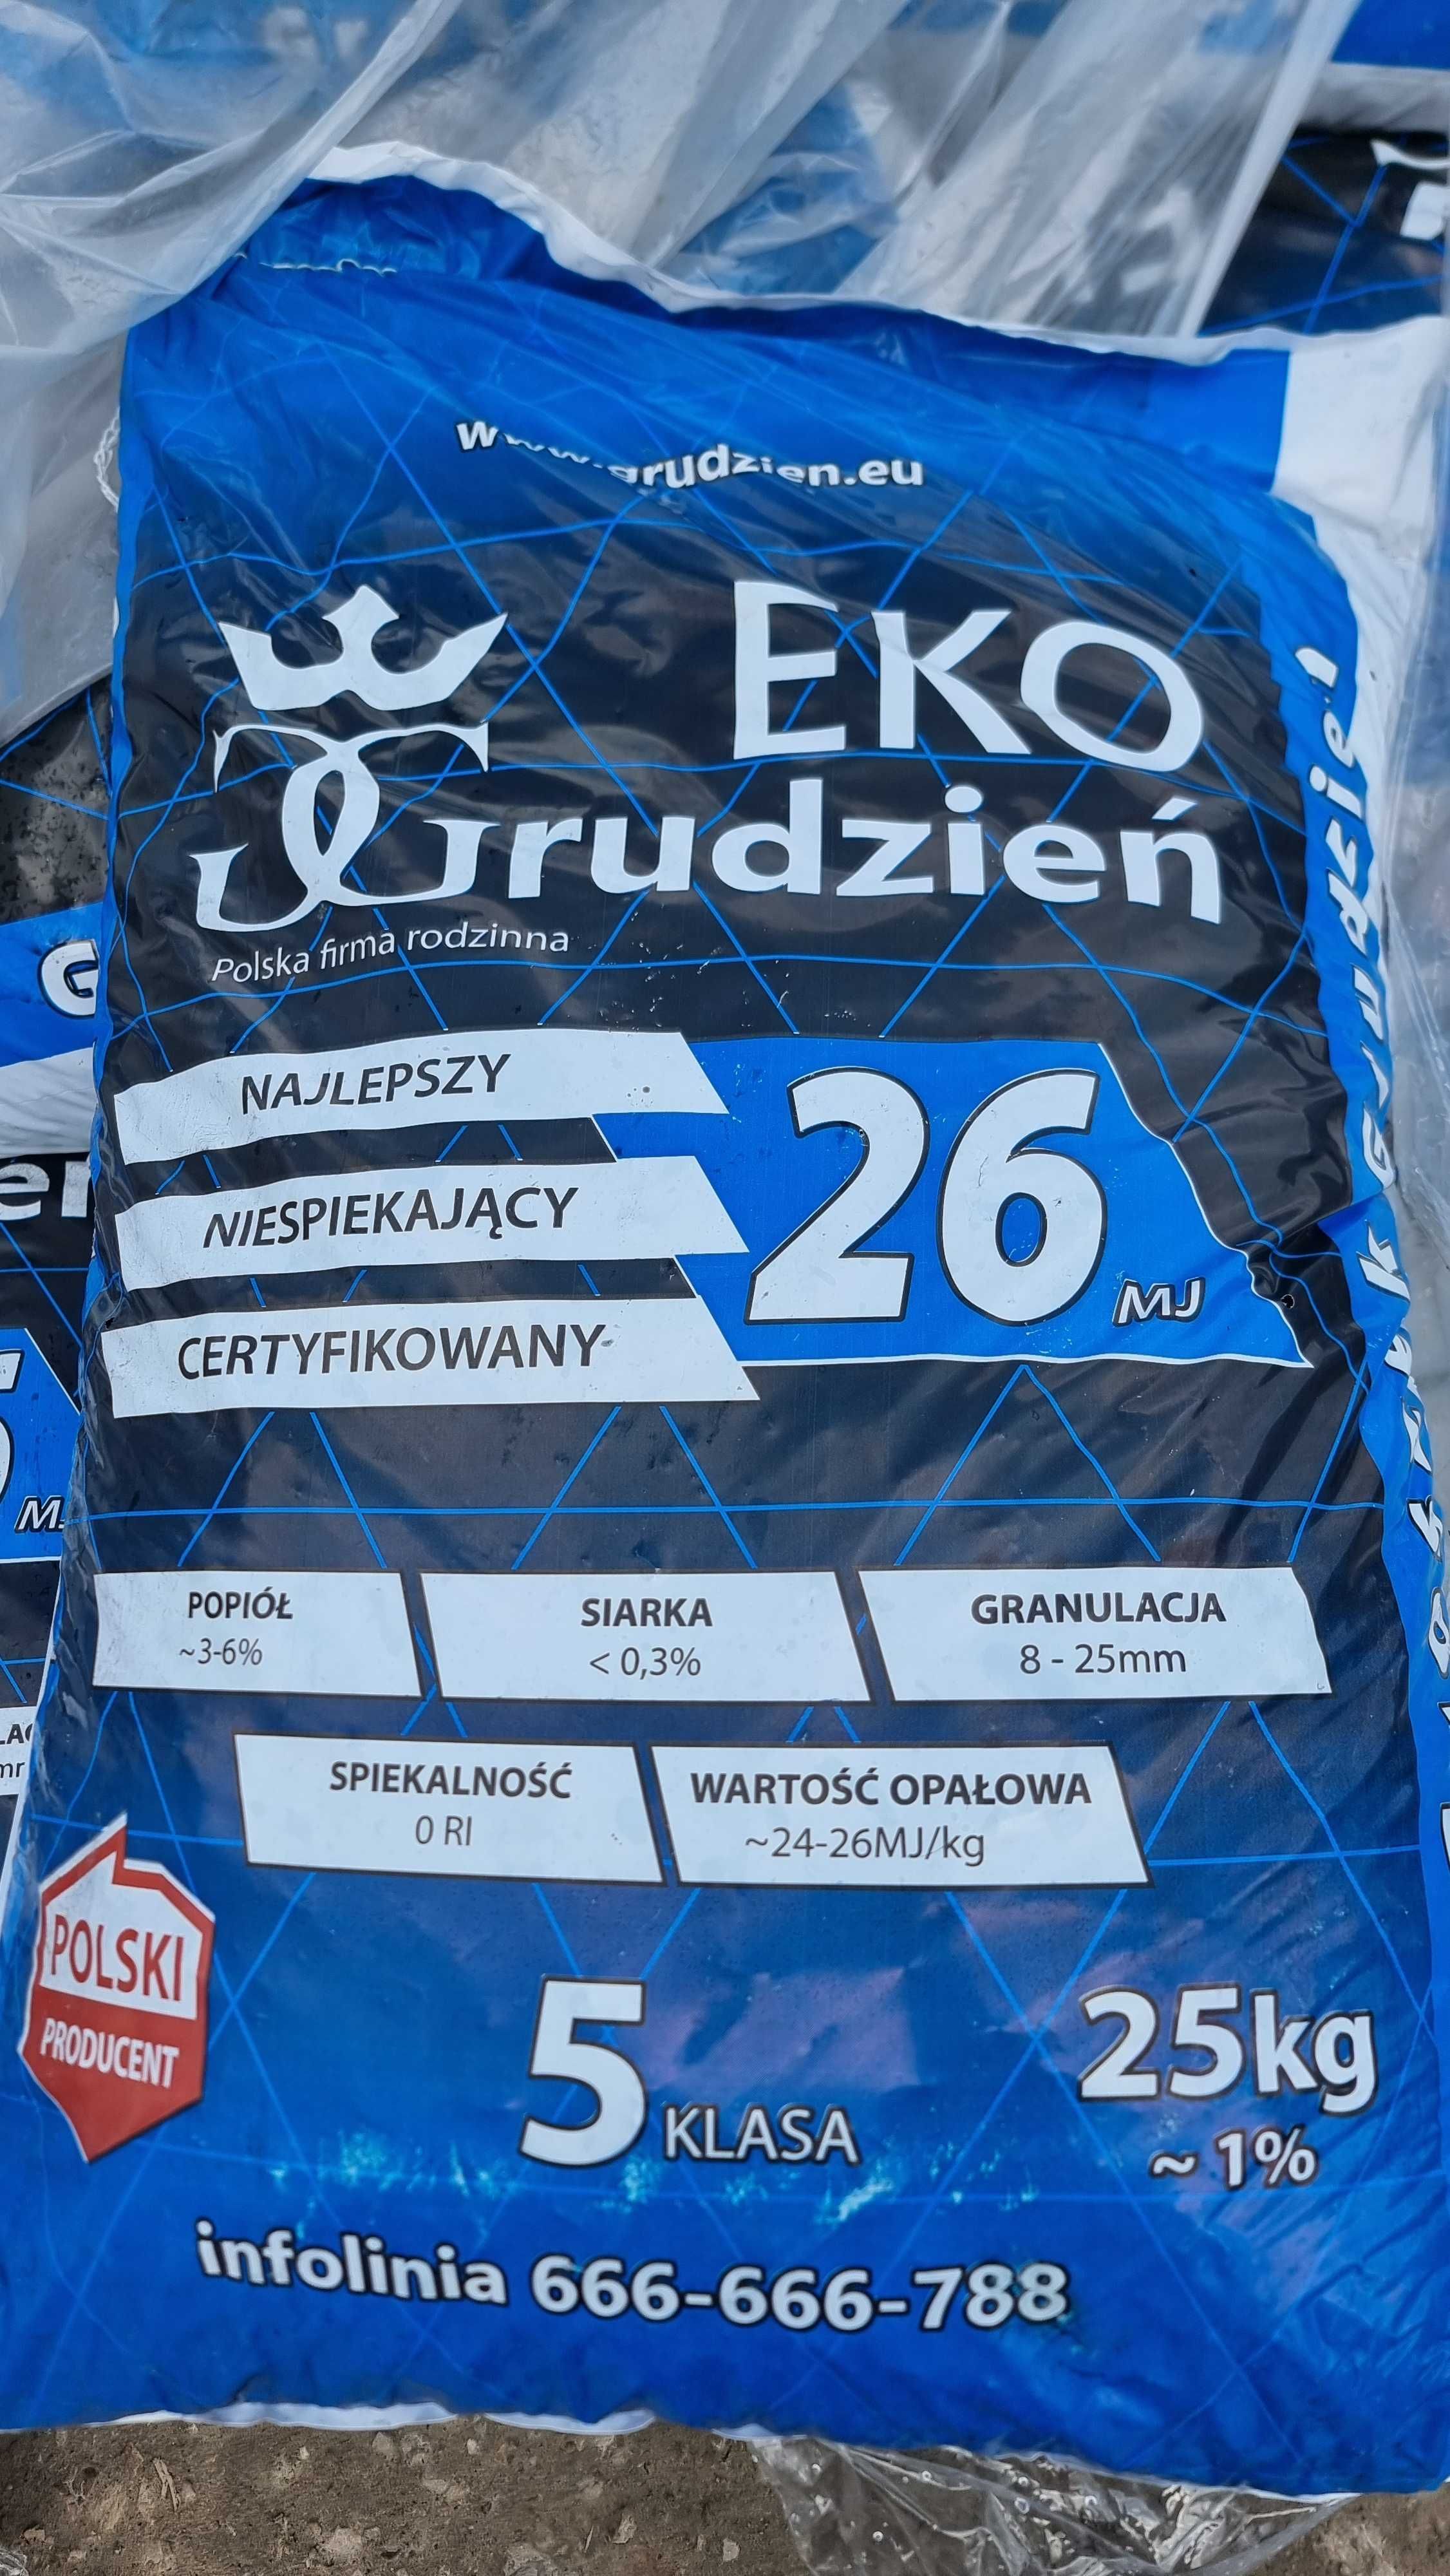 www.grudzien.eu
EKO
Grudzień
Polska firma rodzinna
NAJLEPSZY
NIESPIEKAJĄCY
CERTYFIKOWANY
26 MJ
POPIÓŁ
~3-6%
SIARKA
< 0,3%
GRANULACJA
8 - 25mm
SPIEKALNOŚĆ
0 RI
WARTOŚĆ OPAŁOWA
~24-26MJ/kg
POLSKI
PRODUCENT
5 KLASA
25kg
~ 1%
infolinia 666-666-788
Grudzień